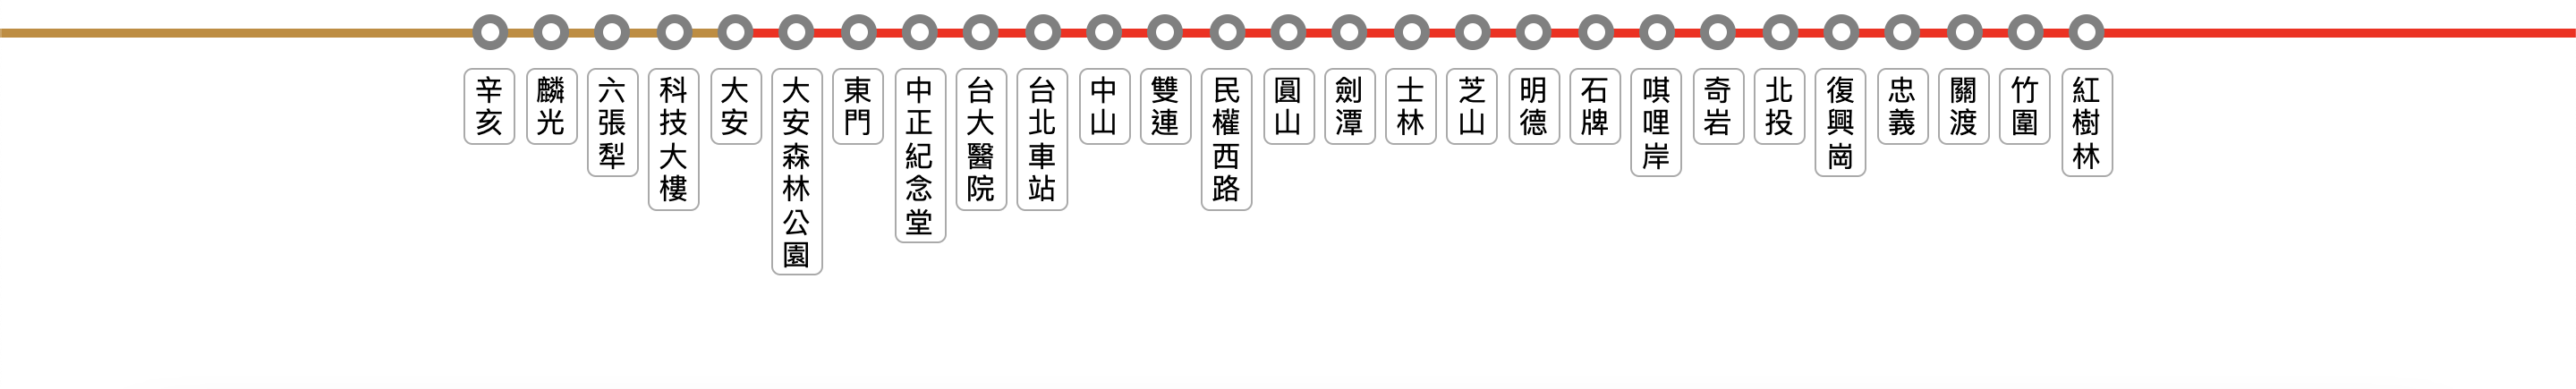 辛亥
麟光
六張犁
科技大樓
大安
大安森林公園
東門
中正紀念堂
台大醫院
台北車站
中山
雙連
民權西路
圓山
劍潭
士林
芝山
明德
石牌
唭哩岸
奇岩
北投
復興崗
忠義
關渡
竹圍
紅樹林